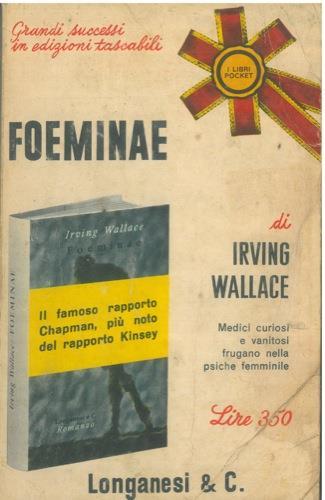 Grandi successi
in edizioni tascabili
I LIBRI
POCKET
FOEMINAE
di
IRVING
WALLACE
Medici curiosi
e vanitosi
frugano nella
psiche femminile
Lire 350
Irving Wallace
Foeminae
Il famoso rapporto
Chapman, più noto
del rapporto Kinsey
Romanzo
Irving Wallace FOEMINAE
Longanesi & C.